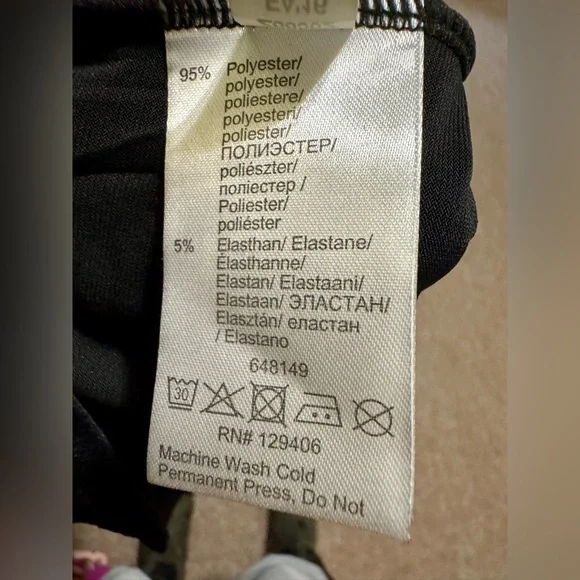 95% Polyester/
polyester/
poliestere/
polyesteri/
poliester/
ПОЛИЭСТЕР/
poliészter/
поліестер /
Poliester/
poliéster
5% Elasthan/ Elastane/
Élasthanne/
Elastan/ Elastaani/
Elastaan/ ЭЛАСТАН/
Elasztán/ еластан
/ Elastano
648149
30
RN# 129406
Machine Wash Cold
Permanent Press, Do Not